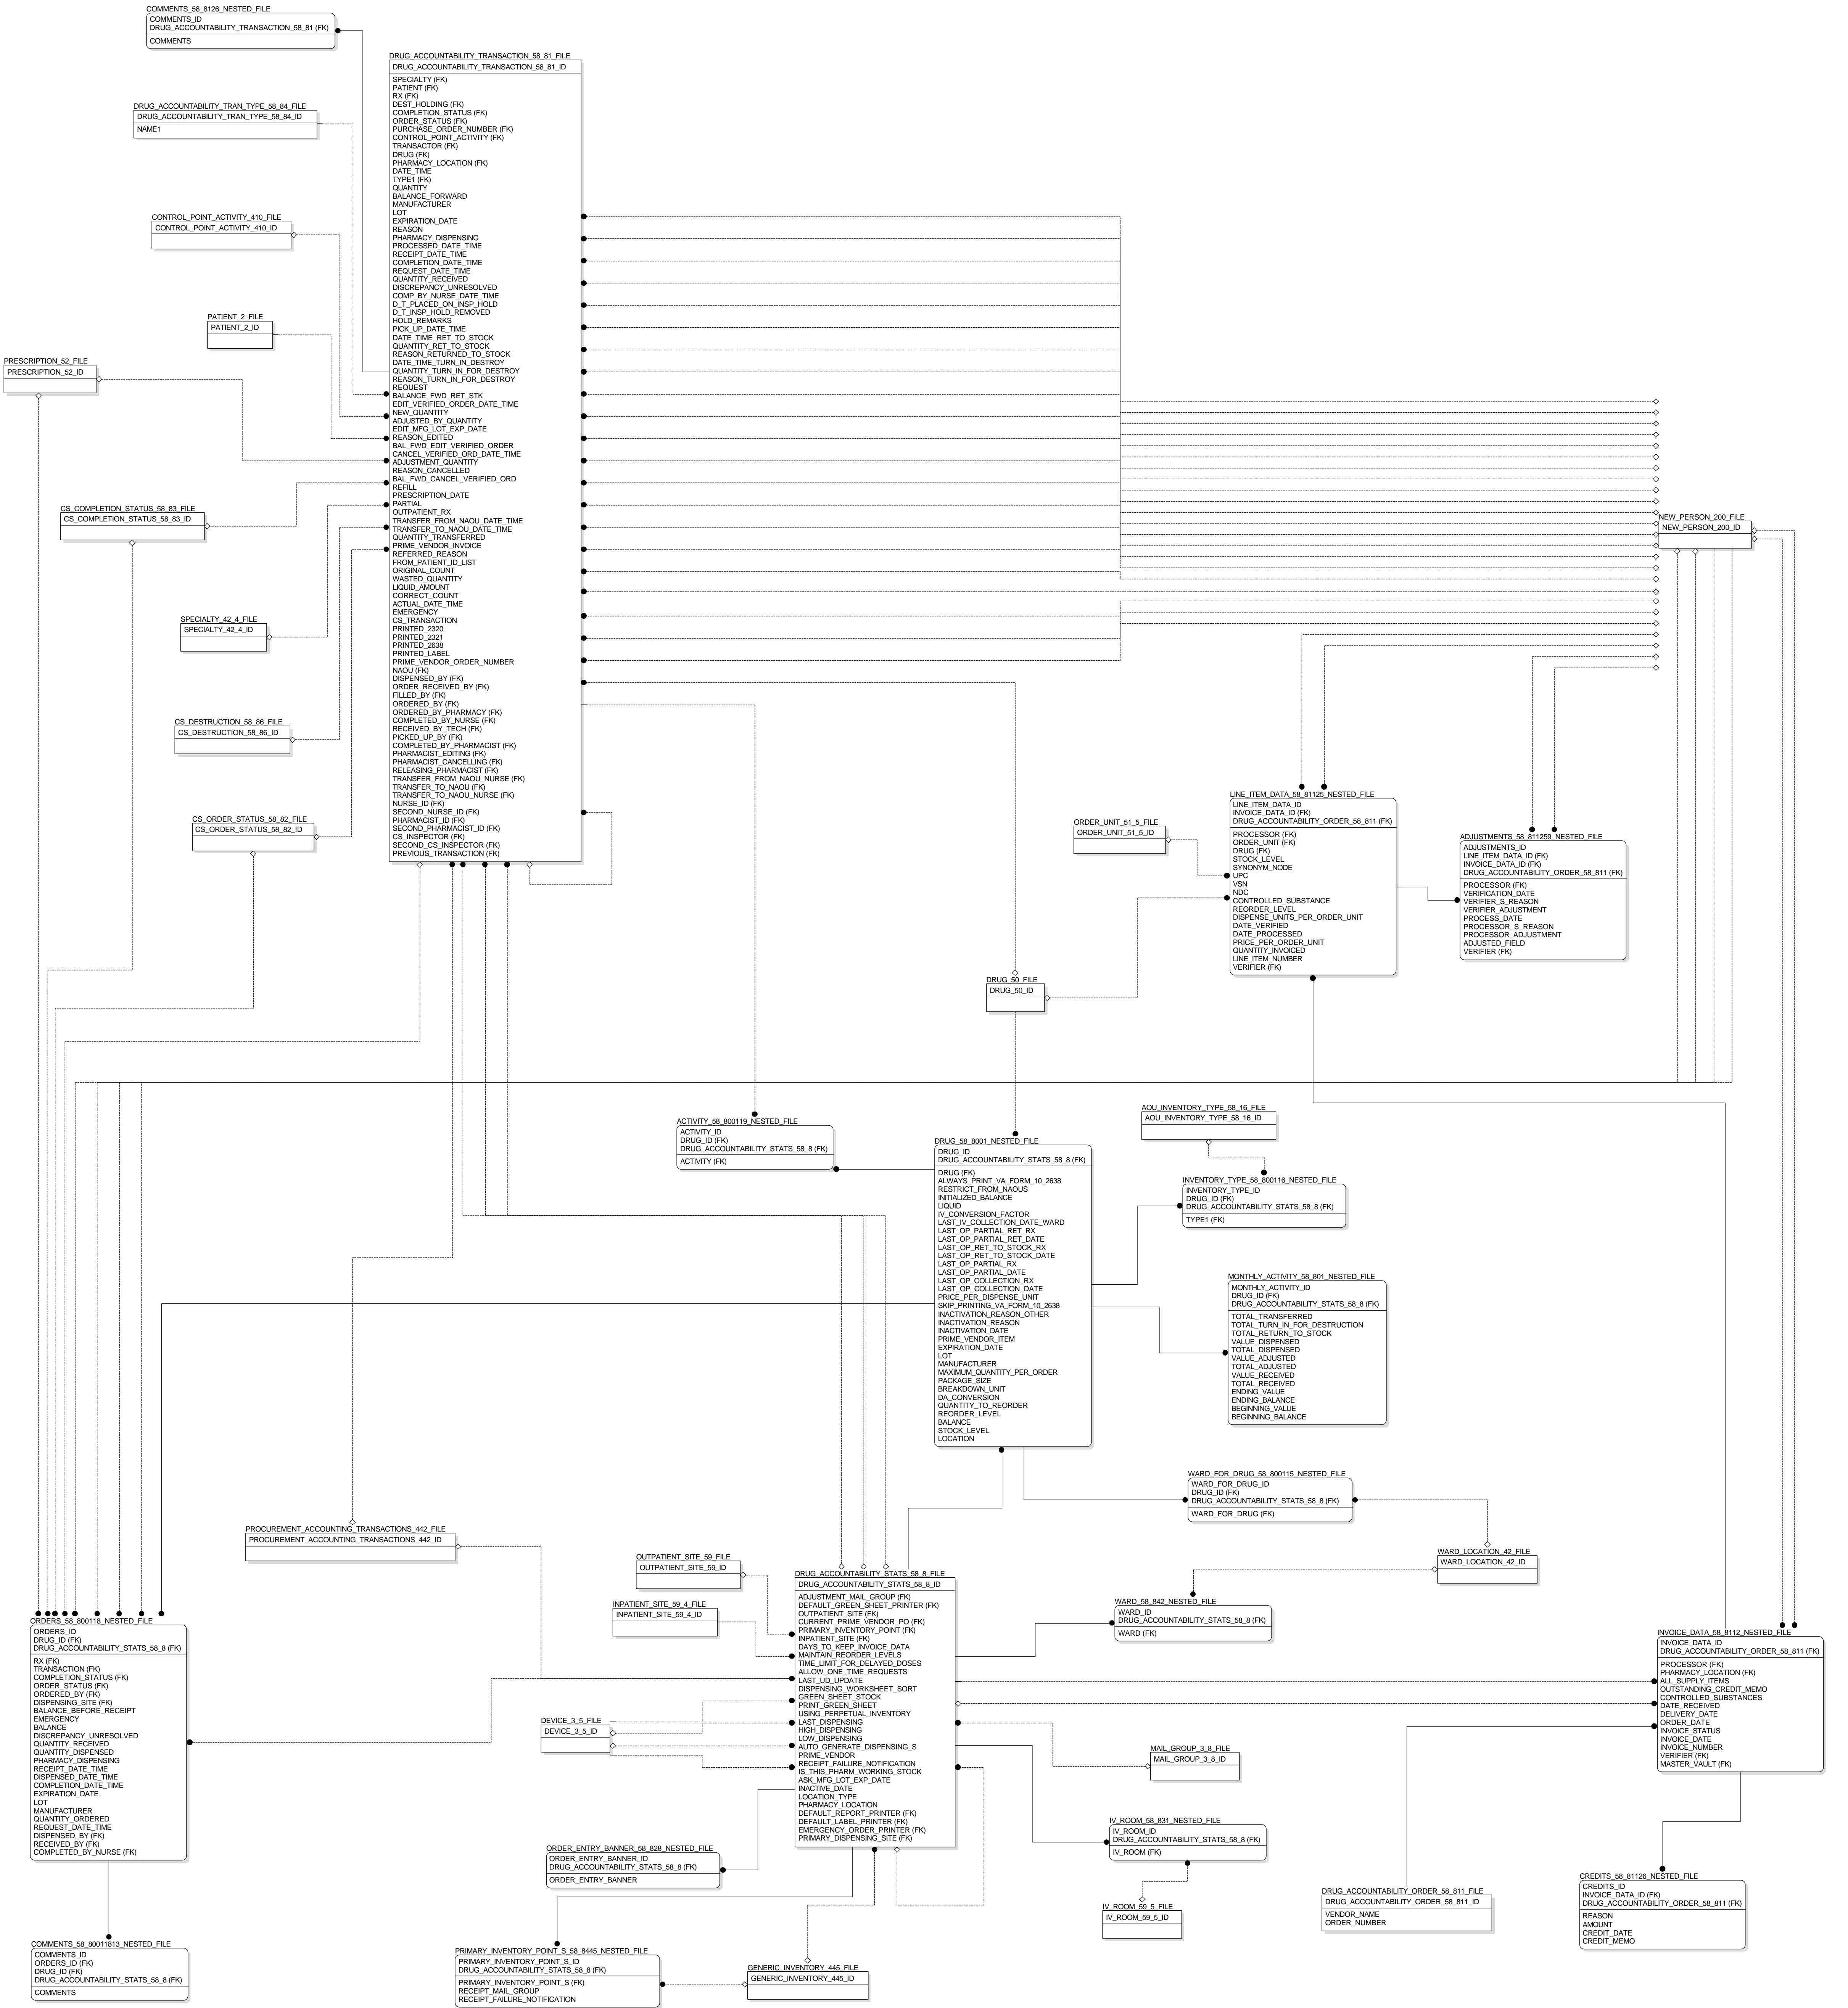 COMMENTS_58_8126_NESTED_FILE
COMMENTS_ID
DRUG_ACCOUNTABILITY_TRANSACTION_58_81 (FK)
COMMENTS
DRUG_ACCOUNTABILITY_TRANSACTION_58_81_FILE
DRUG_ACCOUNTABILITY_TRANSACTION_58_81_ID
SPECIALTY (FK)
PATIENT (FK)
RX (FK)
DEST_HOLDING (FK)
COMPLETION_STATUS (FK)
ORDER_STATUS (FK)
PURCHASE_ORDER_NUMBER (FK)
CONTROL_POINT_ACTIVITY (FK)
TRANSACTOR (FK)
DRUG (FK)
PHARMACY_LOCATION (FK)
DATE_TIME
TYPE1 (FK)
QUANTITY
BALANCE_FORWARD
MANUFACTURER
LOT
EXPIRATION_DATE
REASON
PHARMACY_DISPENSING
PROCESSED_DATE_TIME
RECEIPT_DATE_TIME
COMPLETION_DATE_TIME
REQUEST_DATE_TIME
QUANTITY_RECEIVED
DISCREPANCY_UNRESOLVED
COMP_BY_NURSE_DATE_TIME
D_T_PLACED_ON_INSP_HOLD
D_T_INSP_HOLD_REMOVED
HOLD_REMARKS
PICK_UP_DATE_TIME
DATE_TIME_RET_TO_STOCK
QUANTITY_RET_TO_STOCK
REASON_RETURNED_TO_STOCK
DATE_TIME_TURN_IN_DESTROY
QUANTITY_TURN_IN_FOR_DESTROY
REASON_TURN_IN_FOR_DESTROY
REQUEST
BALANCE_FWD_RET_STK
EDIT_VERIFIED_ORDER_DATE_TIME
NEW_QUANTITY
ADJUSTED_BY_QUANTITY
EDIT_MFG_LOT_EXP_DATE
REASON_EDITED
BAL_FWD_EDIT_VERIFIED_ORDER
CANCEL_VERIFIED_ORD_DATE_TIME
ADJUSTMENT_QUANTITY
REASON_CANCELLED
BAL_FWD_CANCEL_VERIFIED_ORD
REFILL
PRESCRIPTION_DATE
PARTIAL
OUTPATIENT_RX
TRANSFER_FROM_NAOU_DATE_TIME
TRANSFER_TO_NAOU_DATE_TIME
QUANTITY_TRANSFERRED
PRIME_VENDOR_INVOICE
REFERRED_REASON
FROM_PATIENT_ID_LIST
ORIGINAL_COUNT
WASTED_QUANTITY
LIQUID_AMOUNT
CORRECT_COUNT
ACTUAL_DATE_TIME
EMERGENCY
CS_TRANSACTION
PRINTED_2320
PRINTED_2321
PRINTED_2638
PRINTED_LABEL
PRIME_VENDOR_ORDER_NUMBER
NAOU (FK)
DISPENSED_BY (FK)
ORDER_RECEIVED_BY (FK)
FILLED_BY (FK)
ORDERED_BY (FK)
ORDERED_BY_PHARMACY (FK)
COMPLETED_BY_NURSE (FK)
RECEIVED_BY_TECH (FK)
PICKED_UP_BY (FK)
COMPLETED_BY_PHARMACIST (FK)
PHARMACIST_EDITING (FK)
PHARMACIST_CANCELLING (FK)
RELEASING_PHARMACIST (FK)
TRANSFER_FROM_NAOU_NURSE (FK)
TRANSFER_TO_NAOU (FK)
TRANSFER_TO_NAOU_NURSE (FK)
NURSE_ID (FK)
SECOND_NURSE_ID (FK)
PHARMACIST_ID (FK)
SECOND_PHARMACIST_ID (FK)
CS_INSPECTOR (FK)
SECOND_CS_INSPECTOR (FK)
PREVIOUS_TRANSACTION (FK)
DRUG_ACCOUNTABILITY_TRAN_TYPE_58_84_FILE
DRUG_ACCOUNTABILITY_TRAN_TYPE_58_84_ID
NAME1
CONTROL_POINT_ACTIVITY_410_FILE
CONTROL_POINT_ACTIVITY_410_ID
PATIENT_2_FILE
PATIENT_2_ID
PRESCRIPTION_52_FILE
PRESCRIPTION_52_ID
CS_COMPLETION_STATUS_58_83_FILE
CS_COMPLETION_STATUS_58_83_ID
SPECIALTY_42_4_FILE
SPECIALTY_42_4_ID
CS_DESTRUCTION_58_86_FILE
CS_DESTRUCTION_58_86_ID
CS_ORDER_STATUS_58_82_FILE
CS_ORDER_STATUS_58_82_ID
NEW_PERSON_200_FILE
NEW_PERSON_200_ID
LINE_ITEM_DATA_58_81125_NESTED_FILE
LINE_ITEM_DATA_ID
INVOICE_DATA_ID (FK)
DRUG_ACCOUNTABILITY_ORDER_58_811 (FK)
PROCESSOR (FK)
ORDER_UNIT (FK)
DRUG (FK)
STOCK_LEVEL
SYNONYM_NODE
UPC
VSN
NDC
CONTROLLED_SUBSTANCE
REORDER_LEVEL
DISPENSE_UNITS_PER_ORDER_UNIT
DATE_VERIFIED
DATE_PROCESSED
PRICE_PER_ORDER_UNIT
QUANTITY_INVOICED
LINE_ITEM_NUMBER
VERIFIER (FK)
ORDER_UNIT_51_5_FILE
ORDER_UNIT_51_5_ID
ADJUSTMENTS_58_811259_NESTED_FILE
ADJUSTMENTS_ID
LINE_ITEM_DATA_ID (FK)
INVOICE_DATA_ID (FK)
DRUG_ACCOUNTABILITY_ORDER_58_811 (FK)
PROCESSOR (FK)
VERIFICATION_DATE
VERIFIER_S_REASON
VERIFIER_ADJUSTMENT
PROCESS_DATE
PROCESSOR_S_REASON
PROCESSOR_ADJUSTMENT
ADJUSTED_FIELD
VERIFIER (FK)
DRUG_50_FILE
DRUG_50_ID
ACTIVITY_58_800119_NESTED_FILE
ACTIVITY_ID
DRUG_ID (FK)
DRUG_ACCOUNTABILITY_STATS_58_8 (FK)
ACTIVITY (FK)
DRUG_58_8001_NESTED_FILE
DRUG_ID
DRUG_ACCOUNTABILITY_STATS_58_8 (FK)
DRUG (FK)
ALWAYS_PRINT_VA_FORM_10_2638
RESTRICT_FROM_NAOUS
INITIALIZED_BALANCE
LIQUID
IV_CONVERSION_FACTOR
LAST_IV_COLLECTION_DATE_WARD
LAST_OP_PARTIAL_RET_RX
LAST_OP_PARTIAL_RET_DATE
LAST_OP_RET_TO_STOCK_RX
LAST_OP_RET_TO_STOCK_DATE
LAST_OP_PARTIAL_RX
LAST_OP_PARTIAL_DATE
LAST_OP_COLLECTION_RX
LAST_OP_COLLECTION_DATE
PRICE_PER_DISPENSE_UNIT
SKIP_PRINTING_VA_FORM_10_2638
INACTIVATION_REASON_OTHER
INACTIVATION_REASON
INACTIVATION_DATE
PRIME_VENDOR_ITEM
EXPIRATION_DATE
LOT
MANUFACTURER
MAXIMUM_QUANTITY_PER_ORDER
PACKAGE_SIZE
BREAKDOWN_UNIT
DA_CONVERSION
QUANTITY_TO_REORDER
REORDER_LEVEL
BALANCE
STOCK_LEVEL
LOCATION
AOU_INVENTORY_TYPE_58_16_FILE
AOU_INVENTORY_TYPE_58_16_ID
INVENTORY_TYPE_58_800116_NESTED_FILE
INVENTORY_TYPE_ID
DRUG_ID (FK)
DRUG_ACCOUNTABILITY_STATS_58_8 (FK)
TYPE1 (FK)
MONTHLY_ACTIVITY_58_801_NESTED_FILE
MONTHLY_ACTIVITY_ID
DRUG_ID (FK)
DRUG_ACCOUNTABILITY_STATS_58_8 (FK)
TOTAL_TRANSFERRED
TOTAL_TURN_IN_FOR_DESTRUCTION
TOTAL_RETURN_TO_STOCK
VALUE_DISPENSED
TOTAL_DISPENSED
VALUE_ADJUSTED
TOTAL_ADJUSTED
VALUE_RECEIVED
TOTAL_RECEIVED
ENDING_VALUE
ENDING_BALANCE
BEGINNING_VALUE
BEGINNING_BALANCE
WARD_FOR_DRUG_58_800115_NESTED_FILE
WARD_FOR_DRUG_ID
DRUG_ID (FK)
DRUG_ACCOUNTABILITY_STATS_58_8 (FK)
WARD_FOR_DRUG (FK)
WARD_LOCATION_42_FILE
WARD_LOCATION_42_ID
PROCUREMENT_ACCOUNTING_TRANSACTIONS_442_FILE
PROCUREMENT_ACCOUNTING_TRANSACTIONS_442_ID
OUTPATIENT_SITE_59_FILE
OUTPATIENT_SITE_59_ID
INPATIENT_SITE_59_4_FILE
INPATIENT_SITE_59_4_ID
DRUG_ACCOUNTABILITY_STATS_58_8_FILE
DRUG_ACCOUNTABILITY_STATS_58_8_ID
ADJUSTMENT_MAIL_GROUP (FK)
DEFAULT_GREEN_SHEET_PRINTER (FK)
OUTPATIENT_SITE (FK)
CURRENT_PRIME_VENDOR_PO (FK)
PRIMARY_INVENTORY_POINT (FK)
INPATIENT_SITE (FK)
DAYS_TO_KEEP_INVOICE_DATA
MAINTAIN_REORDER_LEVELS
TIME_LIMIT_FOR_DELAYED_DOSES
ALLOW_ONE_TIME_REQUESTS
LAST_UD_UPDATE
DISPENSING_WORKSHEET_SORT
GREEN_SHEET_STOCK
PRINT_GREEN_SHEET
USING_PERPETUAL_INVENTORY
LAST_DISPENSING
HIGH_DISPENSING
LOW_DISPENSING
AUTO_GENERATE_DISPENSING_S
PRIME_VENDOR
RECEIPT_FAILURE_NOTIFICATION
IS_THIS_PHARM_WORKING_STOCK
ASK_MFG_LOT_EXP_DATE
INACTIVE_DATE
LOCATION_TYPE
PHARMACY_LOCATION
DEFAULT_REPORT_PRINTER (FK)
DEFAULT_LABEL_PRINTER (FK)
EMERGENCY_ORDER_PRINTER (FK)
PRIMARY_DISPENSING_SITE (FK)
WARD_58_842_NESTED_FILE
WARD_ID
DRUG_ACCOUNTABILITY_STATS_58_8 (FK)
WARD (FK)
ORDERS_58_800118_NESTED_FILE
ORDERS_ID
DRUG_ID (FK)
DRUG_ACCOUNTABILITY_STATS_58_8 (FK)
RX (FK)
TRANSACTION (FK)
COMPLETION_STATUS (FK)
ORDER_STATUS (FK)
ORDERED_BY (FK)
DISPENSING_SITE (FK)
BALANCE_BEFORE_RECEIPT
EMERGENCY
BALANCE
DISCREPANCY_UNRESOLVED
QUANTITY_RECEIVED
QUANTITY_DISPENSED
PHARMACY_DISPENSING
RECEIPT_DATE_TIME
DISPENSED_DATE_TIME
COMPLETION_DATE_TIME
EXPIRATION_DATE
LOT
MANUFACTURER
QUANTITY_ORDERED
REQUEST_DATE_TIME
DISPENSED_BY (FK)
RECEIVED_BY (FK)
COMPLETED_BY_NURSE (FK)
INVOICE_DATA_58_8112_NESTED_FILE
INVOICE_DATA_ID
DRUG_ACCOUNTABILITY_ORDER_58_811 (FK)
PROCESSOR (FK)
PHARMACY_LOCATION (FK)
ALL_SUPPLY_ITEMS
OUTSTANDING_CREDIT_MEMO
CONTROLLED_SUBSTANCES
DATE_RECEIVED
DELIVERY_DATE
ORDER_DATE
INVOICE_STATUS
INVOICE_DATE
INVOICE_NUMBER
VERIFIER (FK)
MASTER_VAULT (FK)
DEVICE_3_5_FILE
DEVICE_3_5_ID
MAIL_GROUP_3_8_FILE
MAIL_GROUP_3_8_ID
IV_ROOM_58_831_NESTED_FILE
IV_ROOM_ID
DRUG_ACCOUNTABILITY_STATS_58_8 (FK)
IV_ROOM (FK)
ORDER_ENTRY_BANNER_58_828_NESTED_FILE
ORDER_ENTRY_BANNER_ID
DRUG_ACCOUNTABILITY_STATS_58_8 (FK)
ORDER_ENTRY_BANNER
IV_ROOM_59_5_FILE
IV_ROOM_59_5_ID
DRUG_ACCOUNTABILITY_ORDER_58_811_FILE
DRUG_ACCOUNTABILITY_ORDER_58_811_ID
VENDOR_NAME
ORDER_NUMBER
CREDITS_58_81126_NESTED_FILE
CREDITS_ID
INVOICE_DATA_ID (FK)
DRUG_ACCOUNTABILITY_ORDER_58_811 (FK)
REASON
AMOUNT
CREDIT_DATE
CREDIT_MEMO
COMMENTS_58_80011813_NESTED_FILE
COMMENTS_ID
ORDERS_ID (FK)
DRUG_ID (FK)
DRUG_ACCOUNTABILITY_STATS_58_8 (FK)
COMMENTS
PRIMARY_INVENTORY_POINT_S_58_8445_NESTED_FILE
PRIMARY_INVENTORY_POINT_S_ID
DRUG_ACCOUNTABILITY_STATS_58_8 (FK)
PRIMARY_INVENTORY_POINT_S (FK)
RECEIPT_MAIL_GROUP
RECEIPT_FAILURE_NOTIFICATION
GENERIC_INVENTORY_445_FILE
GENERIC_INVENTORY_445_ID